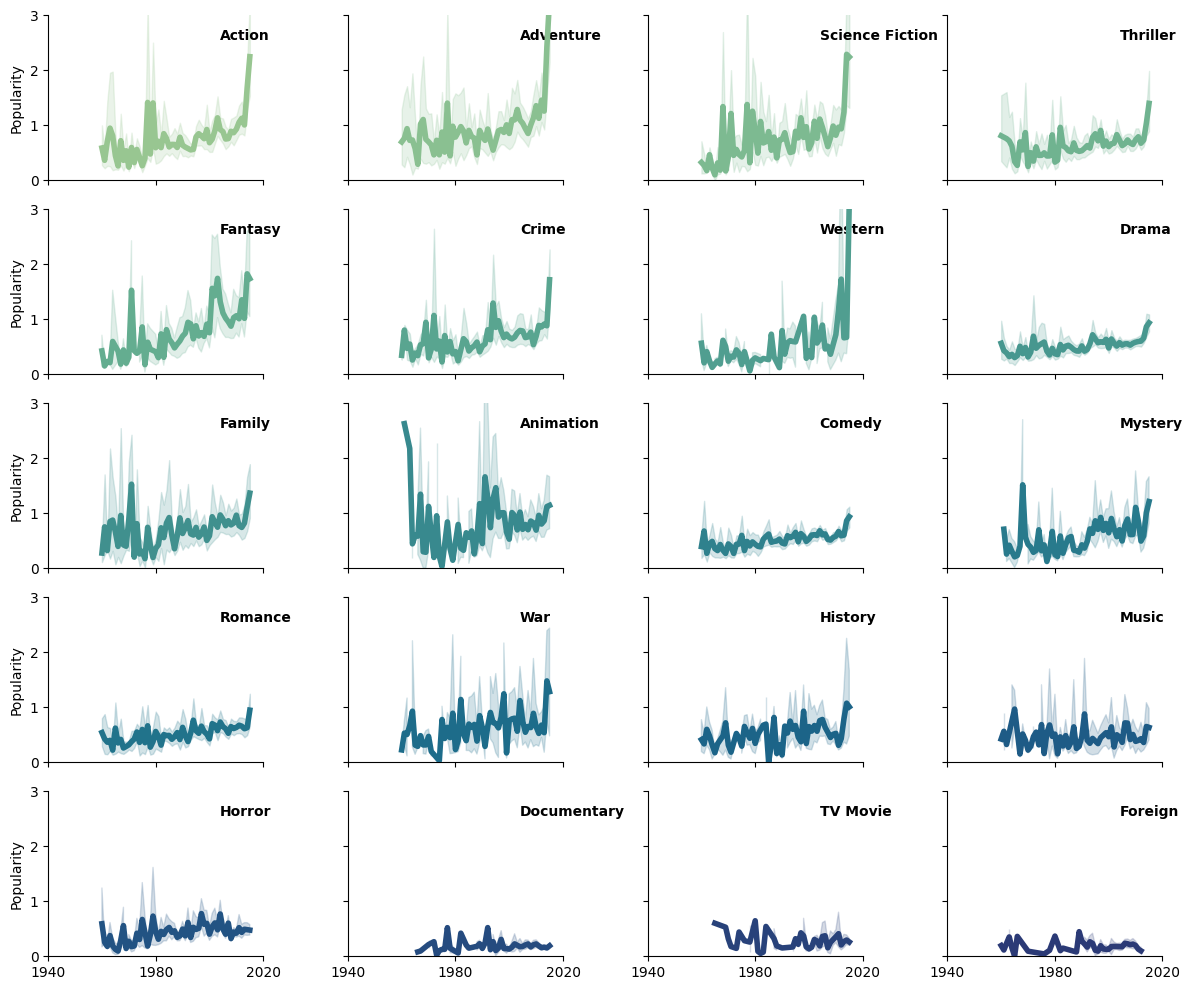 3 Action Adventure Science Fiction Thriller
2
Popularity
1
0
3 Fantasy Crime Western Drama
2
Popularity
1
0
3 Family Animation Comedy Mystery
2
Popularity
1
0
3 Romance War History Music
2
Popularity
1
0
3 Horror Documentary TV Movie Foreign
2
Popularity
1
0
1940 1980 2020 1940 1980 2020 1940 1980 2020 1940 1980 2020